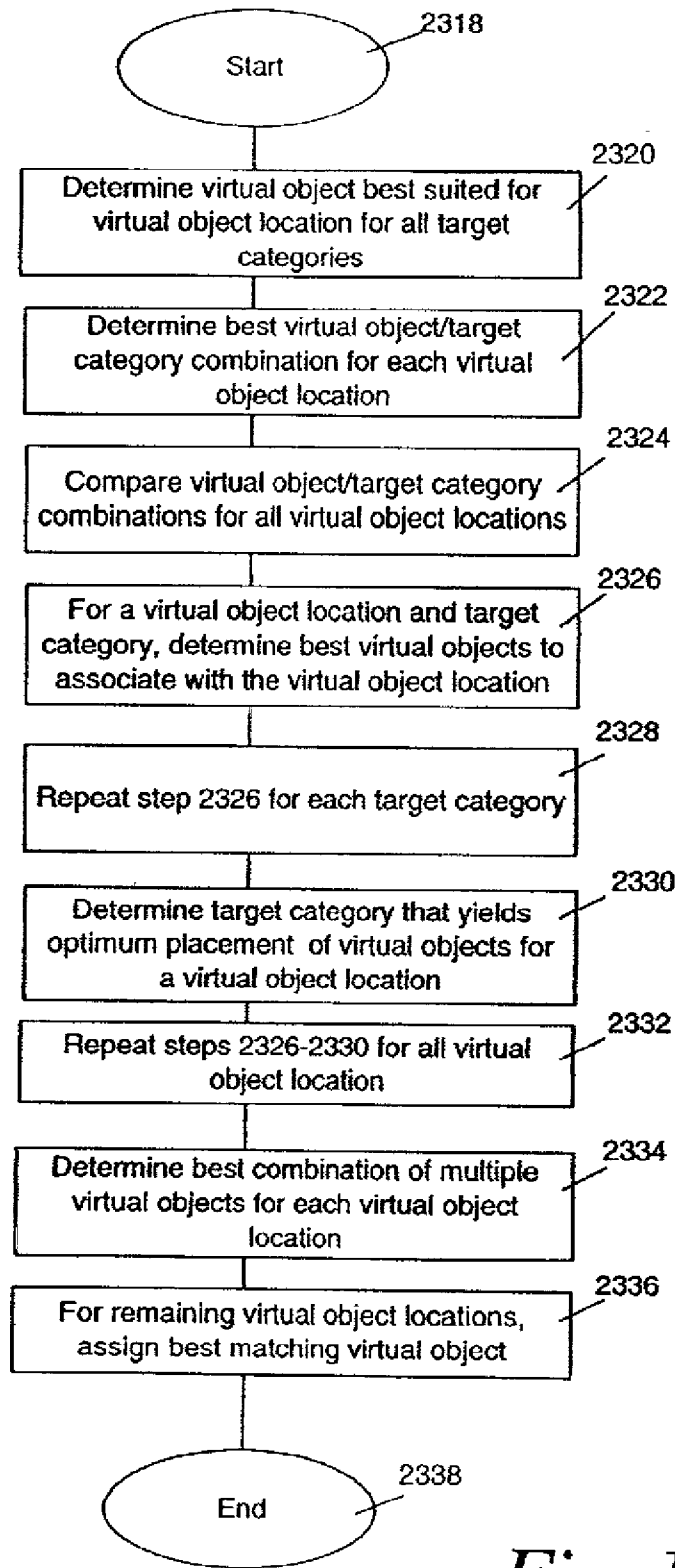 2318
Start
2320
Determine virtual object best suited for
virtual object location for all target
categories
2322
Determine best virtual object/target
category combination for each virtual
object location
2324
Compare virtual object/target category
combinations for all virtual object locations
2326
For a virtual object location and target
category, determine best virtual objects to
associate with the virtual object location
2328
Repeat step 2326 for each target category
2330
Determine target category that yields
optimum placement of virtual objects for
a virtual object location
2332
Repeat steps 2326-2330 for all virtual
object location
2334
Determine best combination of multiple
virtual objects for each virtual object
location
2336
For remaining virtual object locations,
assign best matching virtual object
2338
End